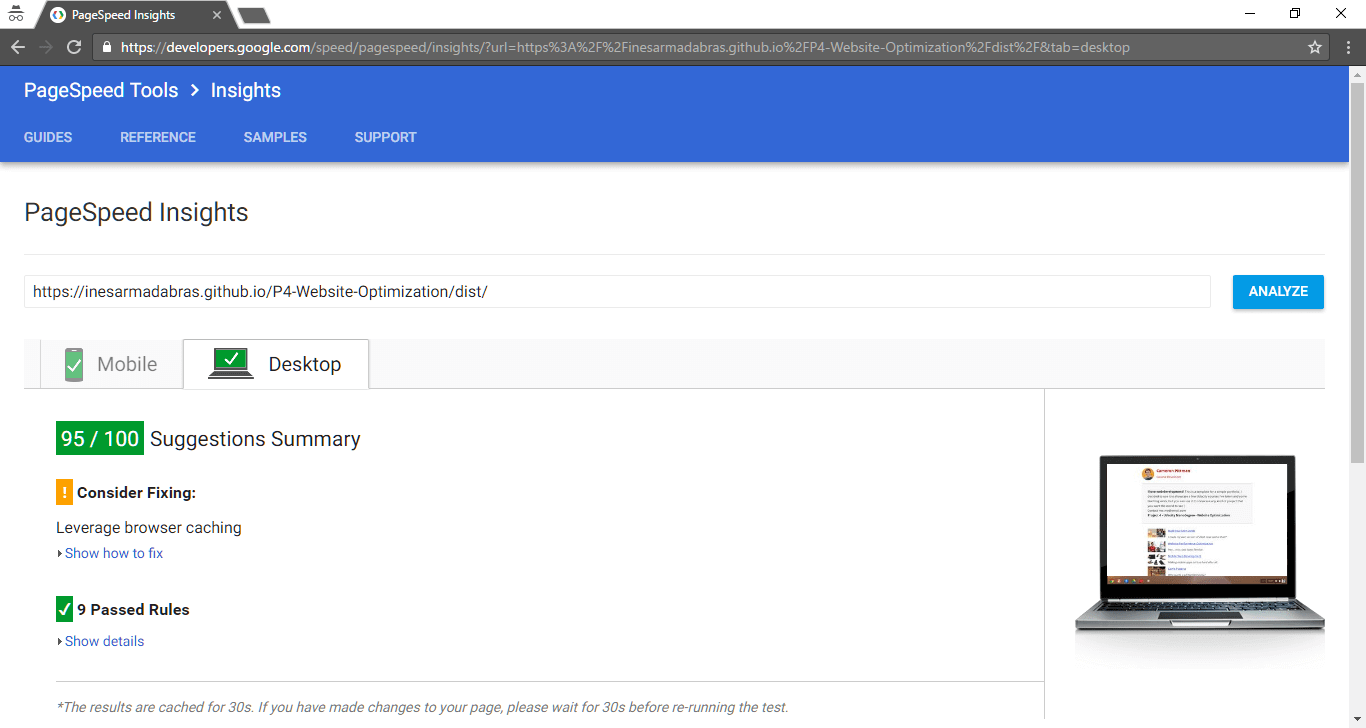 PageSpeed Insights
https://developers.google.com/speed/pagespeed/insights/?url=https%3A%2F%2Finesarmadabras.github.io%2FP4-Website-Optimization%2Fdist%2F&tab=desktop
PageSpeed Tools > Insights
GUIDES REFERENCE SAMPLES SUPPORT
PageSpeed Insights
https://inesarmadabras.github.io/P4-Website-Optimization/dist/ ANALYZE
Mobile Desktop
95 / 100 Suggestions Summary
! Consider Fixing:
Leverage browser caching
Show how to fix
9 Passed Rules
Show details
*The results are cached for 30s. If you have made changes to your page, please wait for 30s before re-running the test.
Cameron Pittman